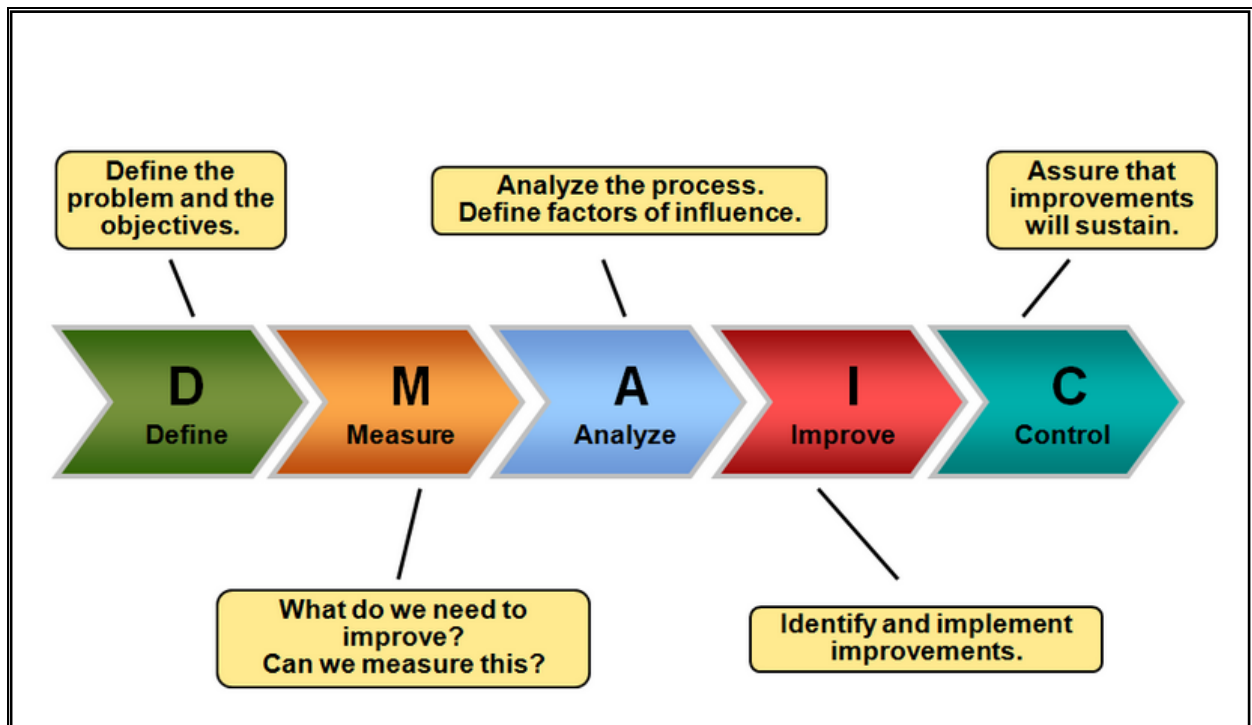 Define the
problem and the
objectives.
Analyze the process.
Define factors of influence.
Assure that
improvements
will sustain.
D
Define
M
Measure
A
Analyze
I
Improve
C
Control
What do we need to
improve?
Can we measure this?
Identify and implement
improvements.